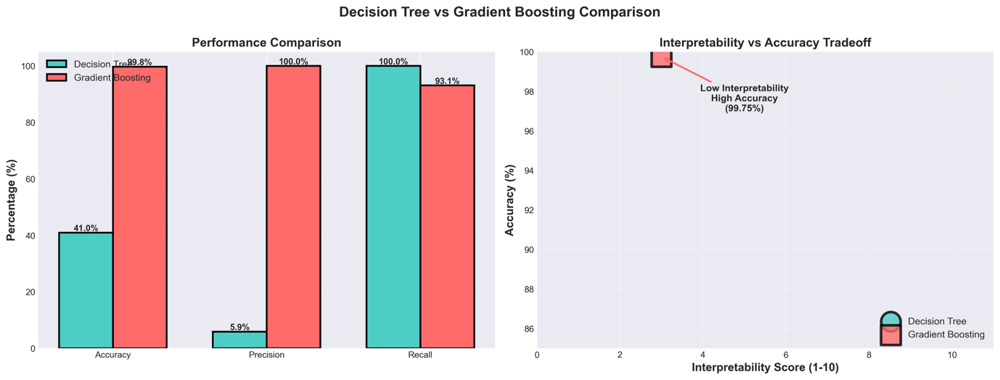 Decision Tree vs Gradient Boosting Comparison
Performance Comparison
Percentage (%)
100
80
60
40
20
0
Decision Tree
Gradient Boosting
41.0%
99.8%
5.9%
100.0%
100.0%
93.1%
Accuracy
Precision
Recall
Interpretability vs Accuracy Tradeoff
Accuracy (%)
100
98
96
94
92
90
88
86
Low Interpretability
High Accuracy
(99.75%)
Decision Tree
Gradient Boosting
0
2
4
6
8
10
Interpretability Score (1-10)